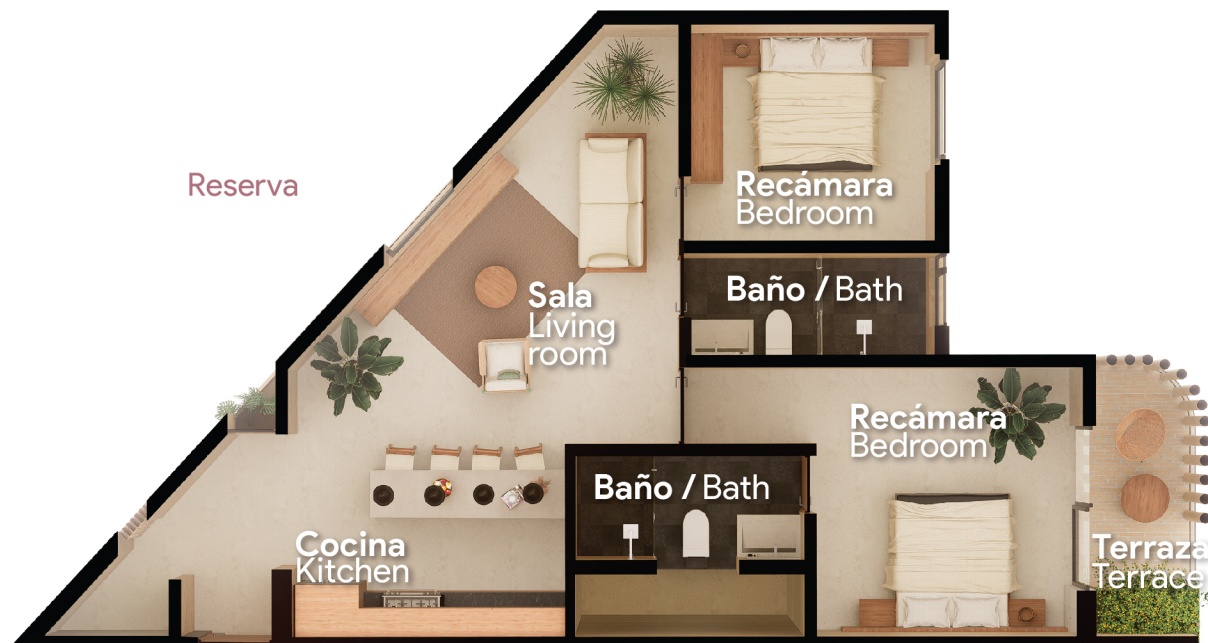 Reserva
Recámara
Bedroom
Baño / Bath
Sala
Living
room
Recámara
Bedroom
Baño / Bath
Cocina
Kitchen
Terraza
Terrace